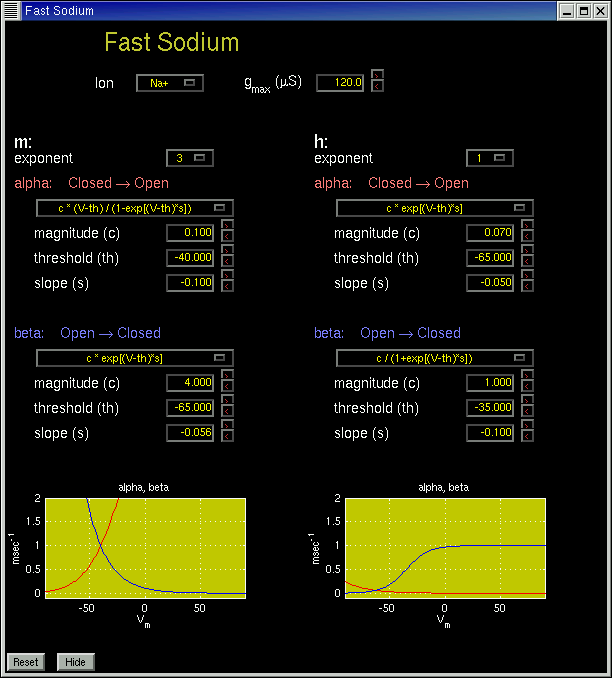 Fast Sodium
Fast Sodium
Ion Na+ gmax (μS) 120.0
m: h:
exponent 3 exponent 1
alpha: Closed → Open alpha: Closed → Open
c * (V-th) / (1-exp[(V-th)*s]) c * exp[(V-th)*s]
magnitude (c) 0.100 magnitude (c) 0.070
threshold (th) -40.000 threshold (th) -65.000
slope (s) -0.100 slope (s) -0.050
beta: Open → Closed beta: Open → Closed
c * exp[(V-th)*s] c / (1+exp[(V-th)*s])
magnitude (c) 4.000 magnitude (c) 1.000
threshold (th) -65.000 threshold (th) -35.000
slope (s) -0.056 slope (s) -0.100
alpha, beta alpha, beta
2 2
1.5 1.5
1 1
0.5 0.5
0 0
msec-1 msec-1
-50 0 50 -50 0 50
Vm Vm
Reset Hide